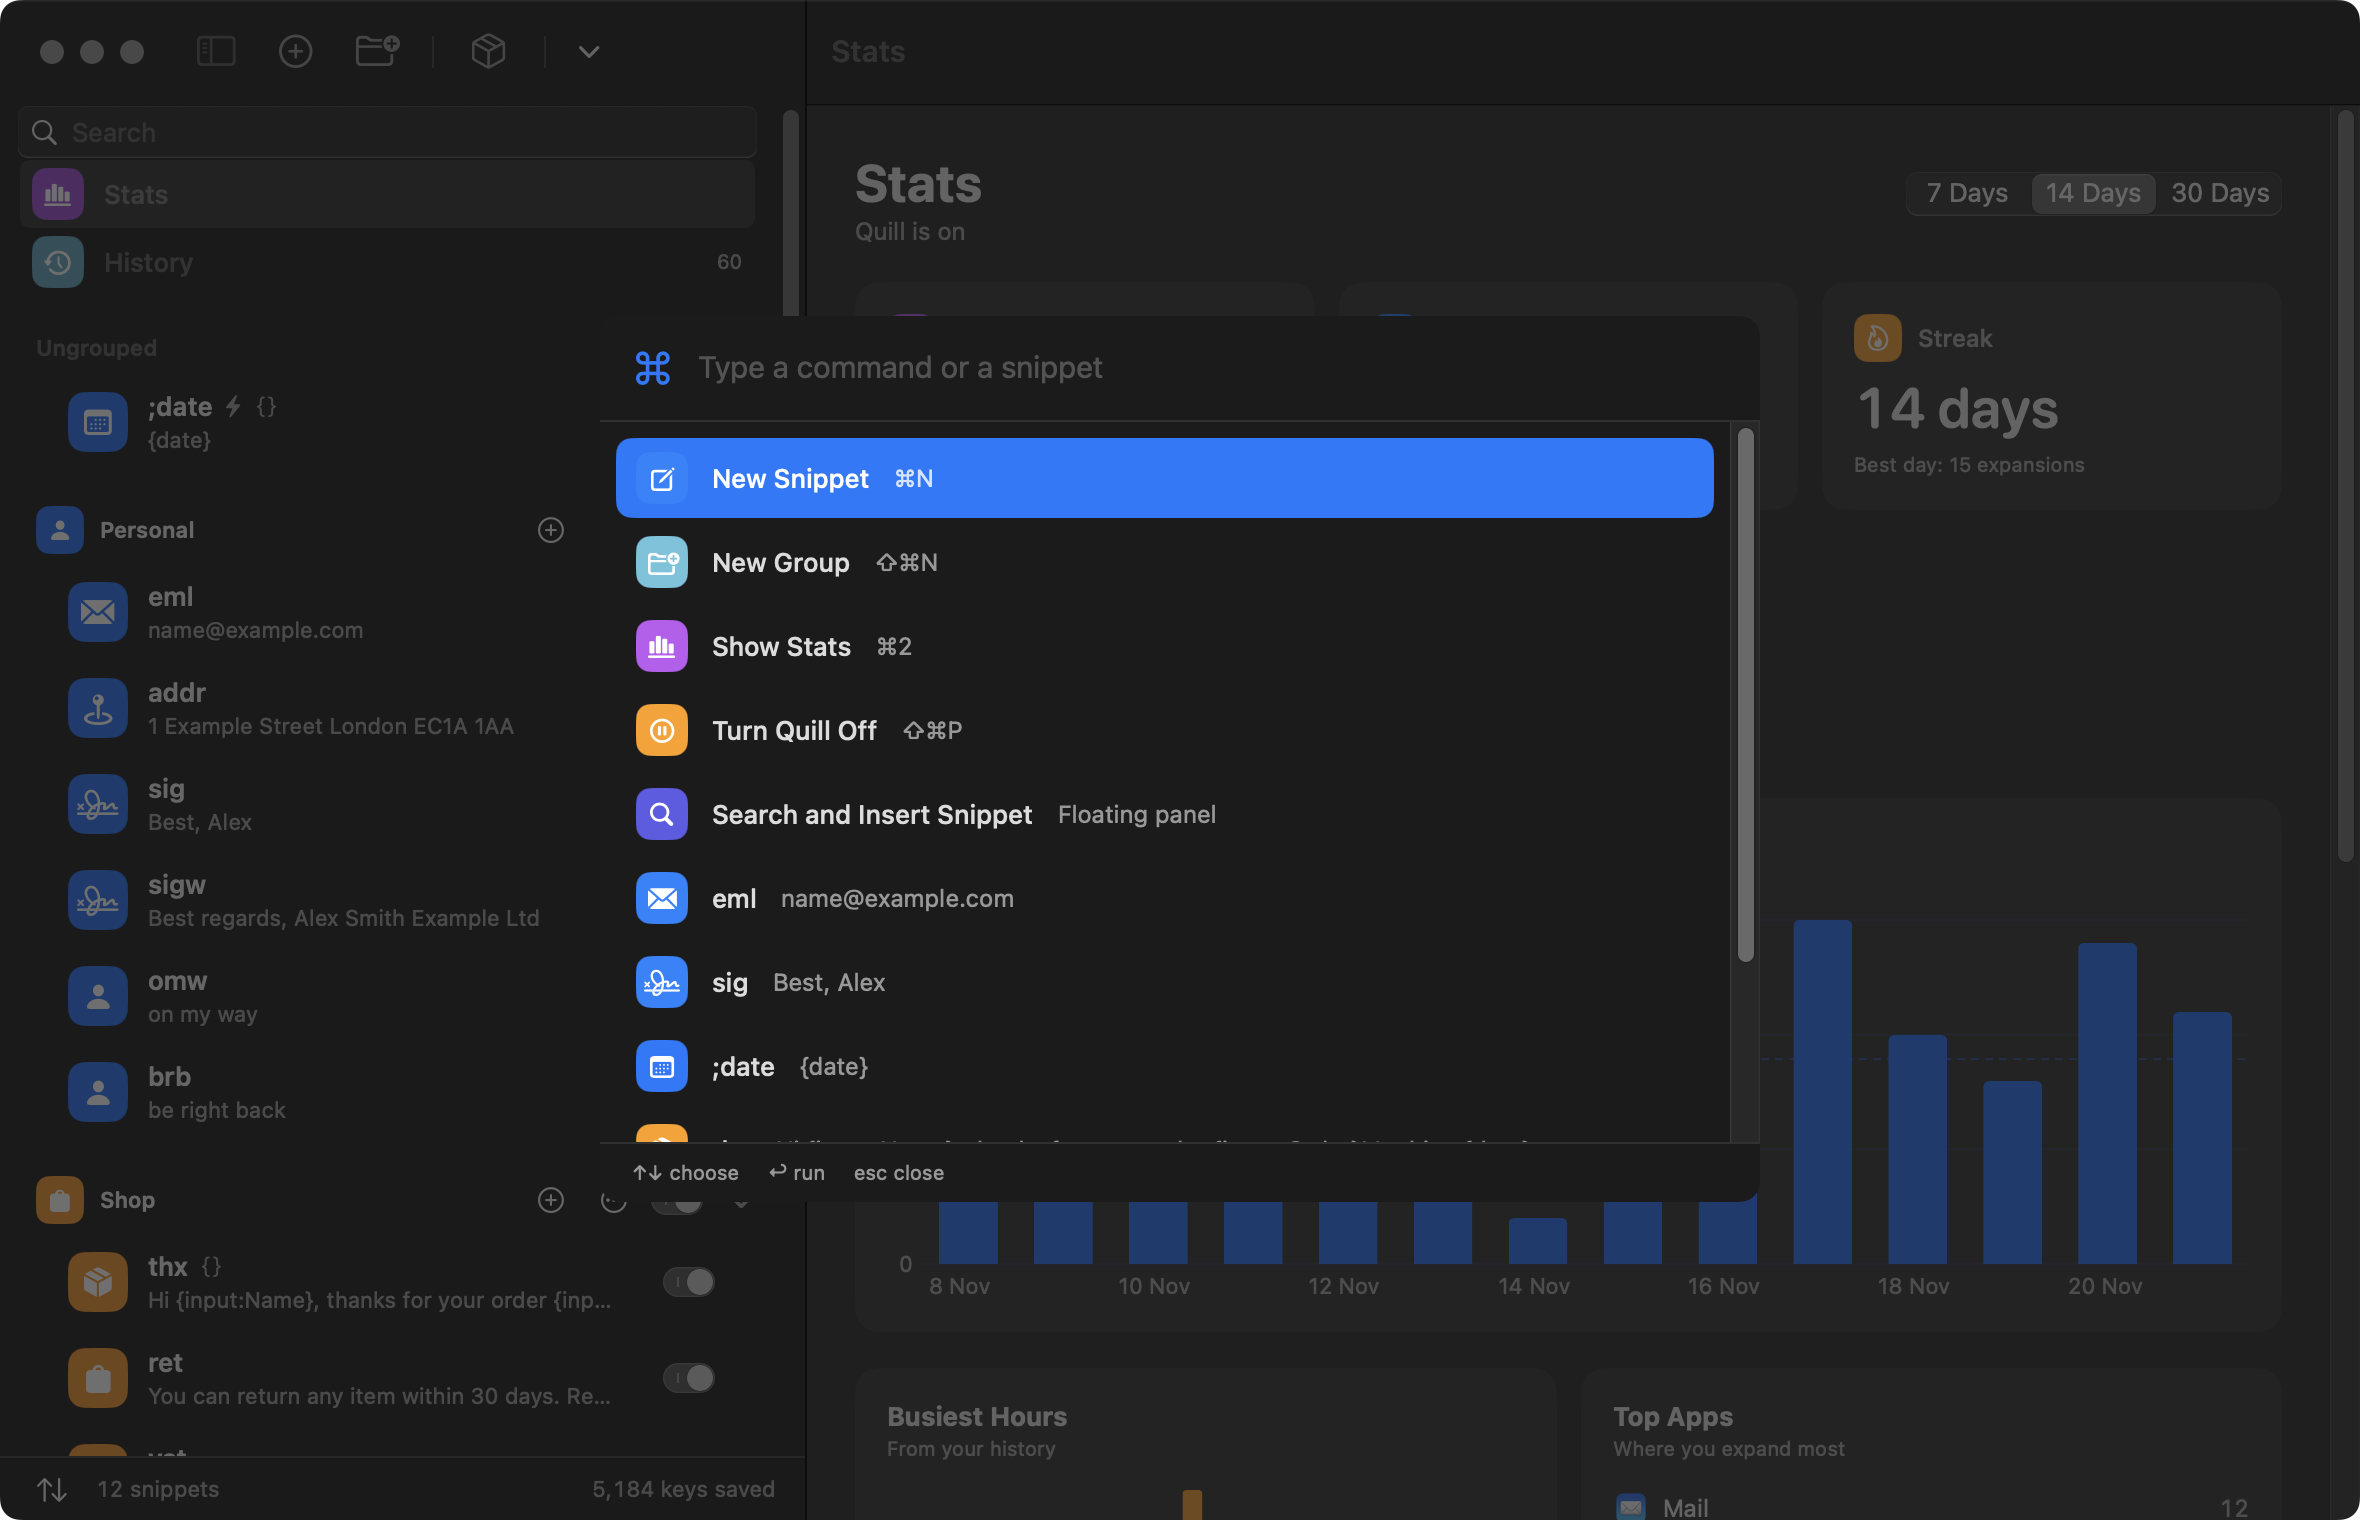 Stats
Search
Stats
History 60
Ungrouped
;date {}
{date}
Personal
eml
name@example.com
addr
1 Example Street London EC1A 1AA
sig
Best, Alex
sigw
Best regards, Alex Smith Example Ltd
omw
on my way
brb
be right back
Shop
thx {}
Hi {input:Name}, thanks for your order {inp...
ret
You can return any item within 30 days. Re...
12 snippets
5,184 keys saved
Stats
Quill is on
7 Days 14 Days 30 Days
Streak
14 days
Best day: 15 expansions
Type a command or a snippet
New Snippet ⌘N
New Group ⇧⌘N
Show Stats ⌘2
Turn Quill Off ⇧⌘P
Search and Insert Snippet Floating panel
eml name@example.com
sig Best, Alex
;date {date}
↑↓ choose ↩ run esc close
0
8 Nov 10 Nov 12 Nov 14 Nov 16 Nov 18 Nov 20 Nov
Busiest Hours
From your history
Top Apps
Where you expand most
Mail 12